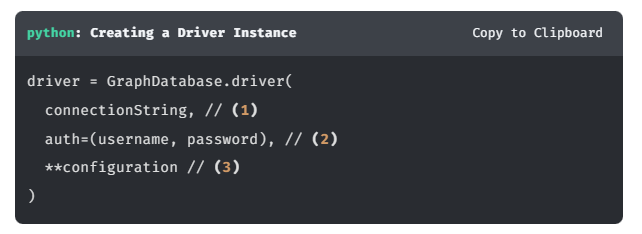 python: Creating a Driver Instance Copy to Clipboard
driver = GraphDatabase.driver(
  connectionString, // (1)
  auth=(username, password), // (2)
  **configuration // (3)
)